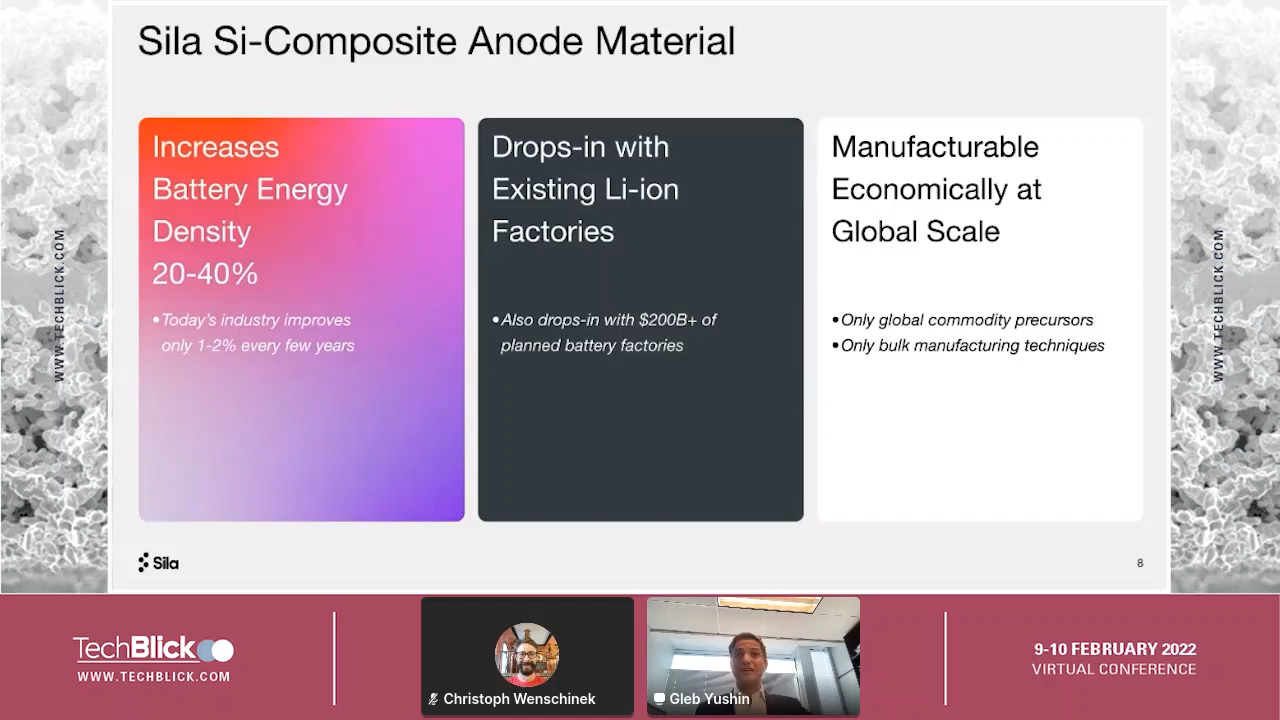 Sila Si-Composite Anode Material
Increases
Battery Energy
Density
20-40%
•Today's industry improves
only 1-2% every few years
Drops-in with
Existing Li-ion
Factories
•Also drops-in with $200B+ of
planned battery factories
Manufacturable
Economically at
Global Scale
•Only global commodity precursors
•Only bulk manufacturing techniques
Sila
8
WWW.TECHBLICK.COM
WWW.TECHBLICK.COM
TechBlick
WWW.TECHBLICK.COM
Christoph Wenschinek
Gleb Yushin
9-10 FEBRUARY 2022
VIRTUAL CONFERENCE